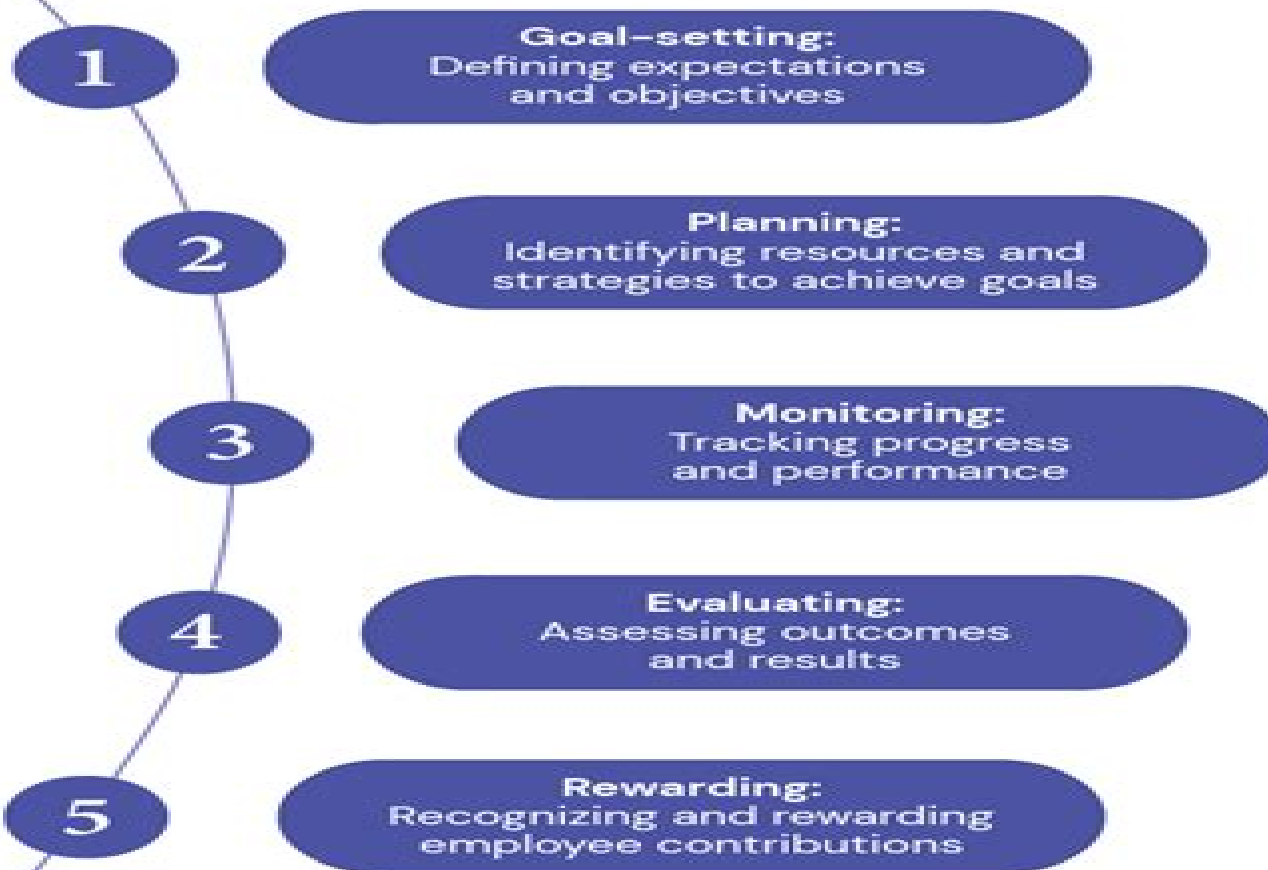 1
Goal-setting:
Defining expectations
and objectives
2
Planning:
Identifying resources and
strategies to achieve goals
3
Monitoring:
Tracking progress
and performance
4
Evaluating:
Assessing outcomes
and results
5
Rewarding:
Recognizing and rewarding
employee contributions